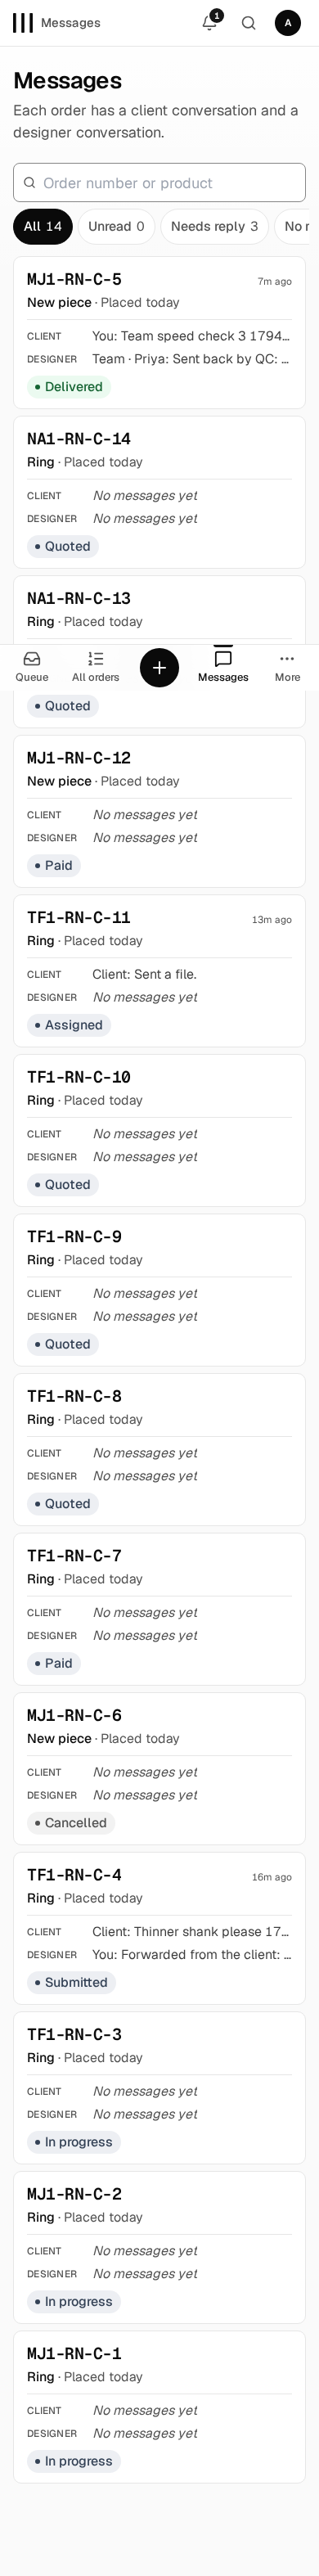 Messages
1
A
Messages
Each order has a client conversation and a
designer conversation.
Order number or product
All 14
Unread 0
Needs reply 3
No r
MJ1-RN-C-5
7m ago
New piece · Placed today
CLIENT
You: Team speed check 3 1794...
DESIGNER
Team · Priya: Sent back by QC: ...
Delivered
NA1-RN-C-14
Ring · Placed today
CLIENT
No messages yet
DESIGNER
No messages yet
Quoted
NA1-RN-C-13
Ring · Placed today
Queue
All orders
Messages
More
Quoted
MJ1-RN-C-12
New piece · Placed today
CLIENT
No messages yet
DESIGNER
No messages yet
Paid
TF1-RN-C-11
13m ago
Ring · Placed today
CLIENT
Client: Sent a file.
DESIGNER
No messages yet
Assigned
TF1-RN-C-10
Ring · Placed today
CLIENT
No messages yet
DESIGNER
No messages yet
Quoted
TF1-RN-C-9
Ring · Placed today
CLIENT
No messages yet
DESIGNER
No messages yet
Quoted
TF1-RN-C-8
Ring · Placed today
CLIENT
No messages yet
DESIGNER
No messages yet
Quoted
TF1-RN-C-7
Ring · Placed today
CLIENT
No messages yet
DESIGNER
No messages yet
Paid
MJ1-RN-C-6
New piece · Placed today
CLIENT
No messages yet
DESIGNER
No messages yet
Cancelled
TF1-RN-C-4
16m ago
Ring · Placed today
CLIENT
Client: Thinner shank please 17...
DESIGNER
You: Forwarded from the client: ...
Submitted
TF1-RN-C-3
Ring · Placed today
CLIENT
No messages yet
DESIGNER
No messages yet
In progress
MJ1-RN-C-2
Ring · Placed today
CLIENT
No messages yet
DESIGNER
No messages yet
In progress
MJ1-RN-C-1
Ring · Placed today
CLIENT
No messages yet
DESIGNER
No messages yet
In progress